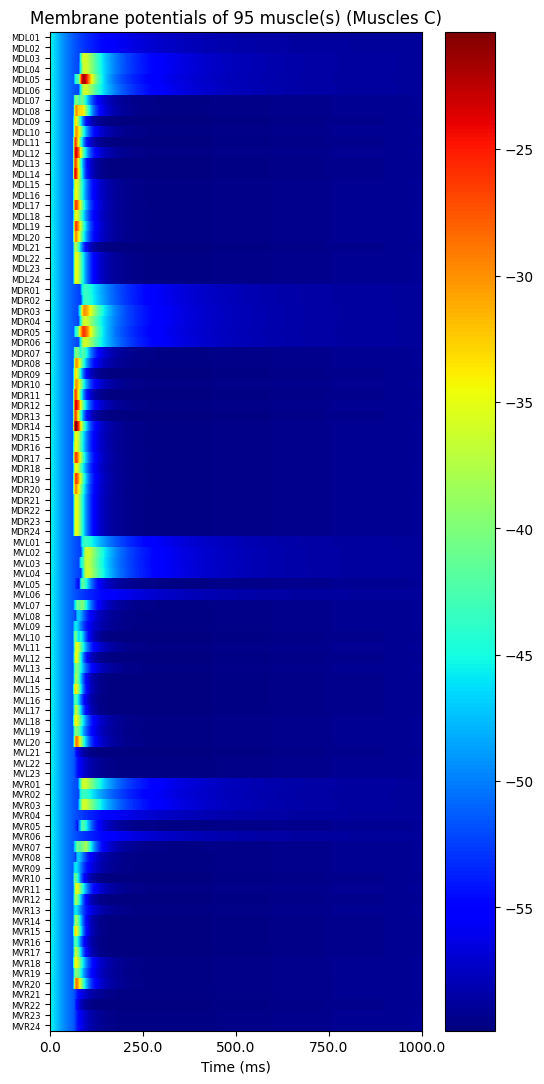 Membrane potentials of 95 muscle(s) (Muscles C)
MDL01
MDL02
MDL03
MDL04
MDL05
MDL06
MDL07
MDL08
MDL09
MDL10
MDL11
MDL12
MDL13
MDL14
MDL15
MDL16
MDL17
MDL18
MDL19
MDL20
MDL21
MDL22
MDL23
MDL24
MDR01
MDR02
MDR03
MDR04
MDR05
MDR06
MDR07
MDR08
MDR09
MDR10
MDR11
MDR12
MDR13
MDR14
MDR15
MDR16
MDR17
MDR18
MDR19
MDR20
MDR21
MDR22
MDR23
MDR24
MVL01
MVL02
MVL03
MVL04
MVL05
MVL06
MVL07
MVL08
MVL09
MVL10
MVL11
MVL12
MVL13
MVL14
MVL15
MVL16
MVL17
MVL18
MVL19
MVL20
MVL21
MVL22
MVL23
MVR01
MVR02
MVR03
MVR04
MVR05
MVR06
MVR07
MVR08
MVR09
MVR10
MVR11
MVR12
MVR13
MVR14
MVR15
MVR16
MVR17
MVR18
MVR19
MVR20
MVR21
MVR22
MVR23
MVR24
0.0 250.0 500.0 750.0 1000.0
Time (ms)
−25
−30
−35
−40
−45
−50
−55